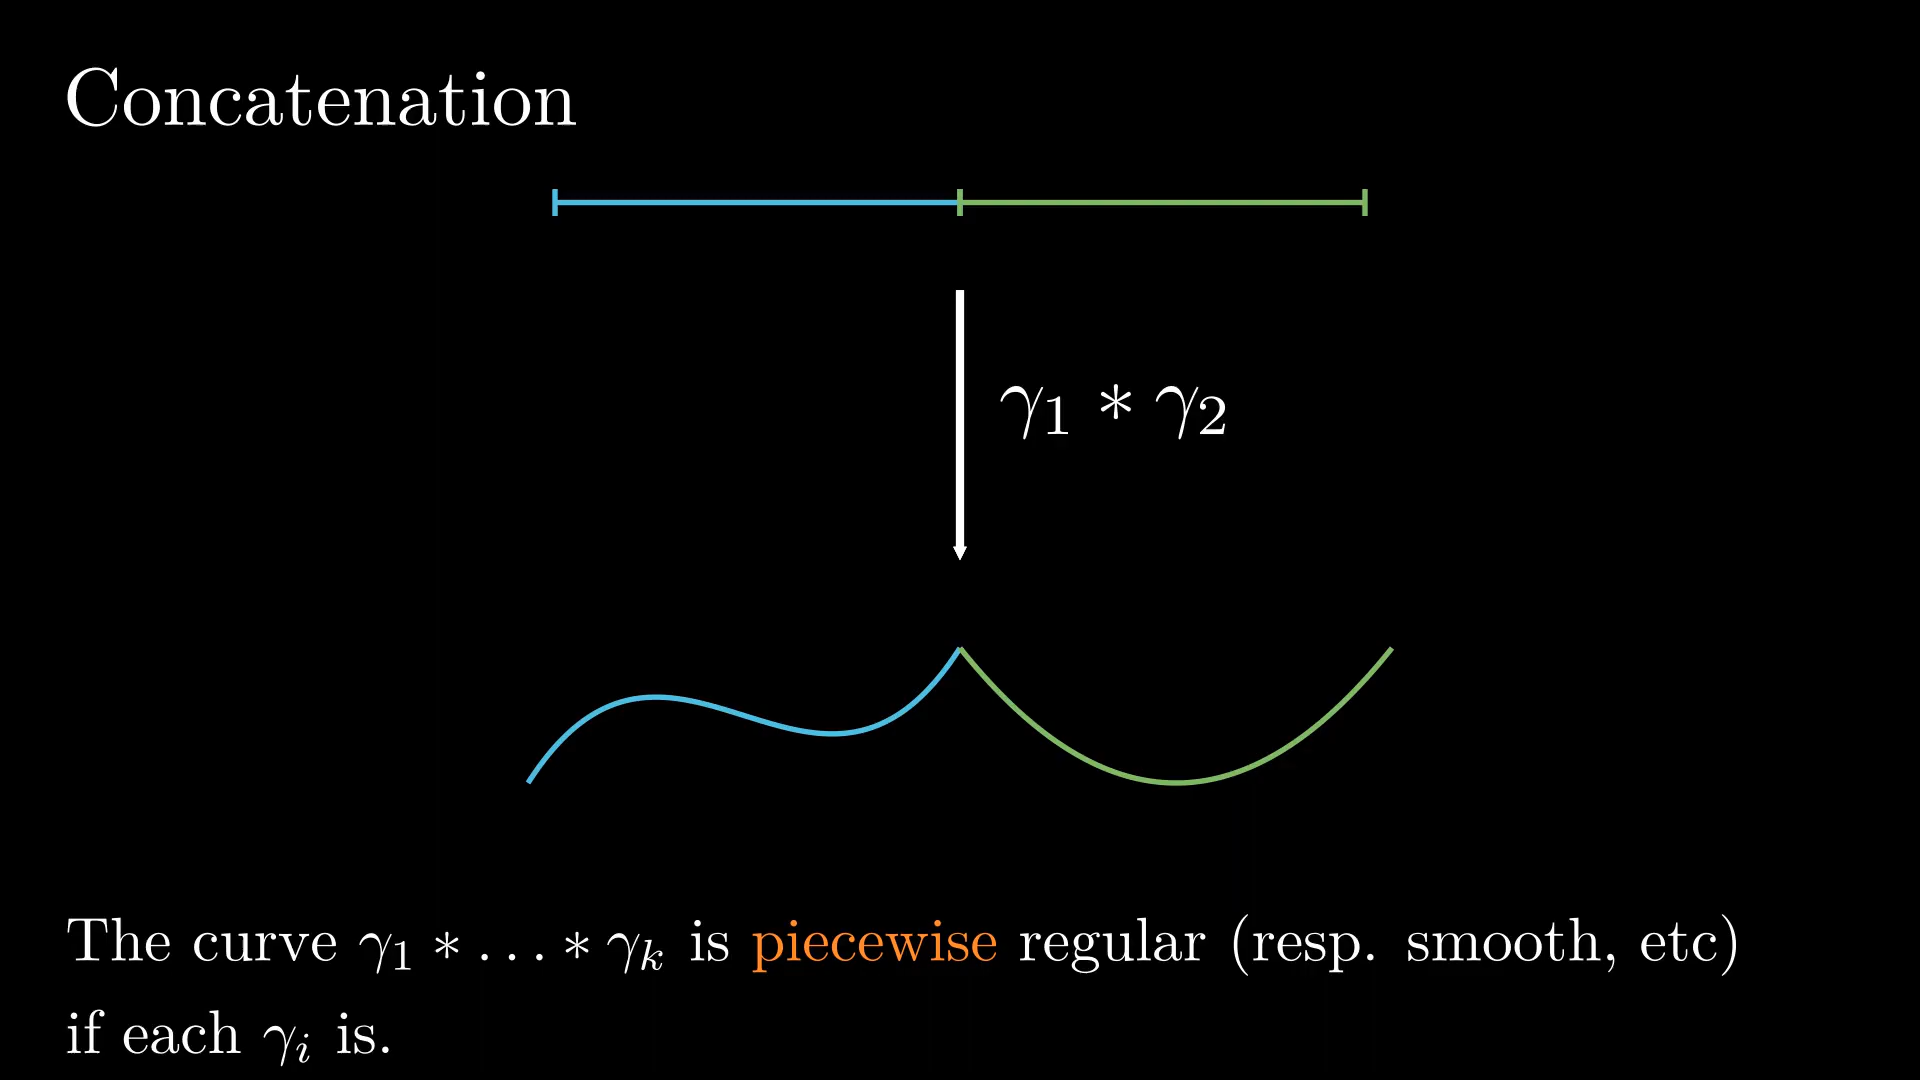 Concatenation
γ₁ * γ₂
The curve γ₁ * … * γₖ is piecewise regular (resp. smooth, etc)
if each γᵢ is.